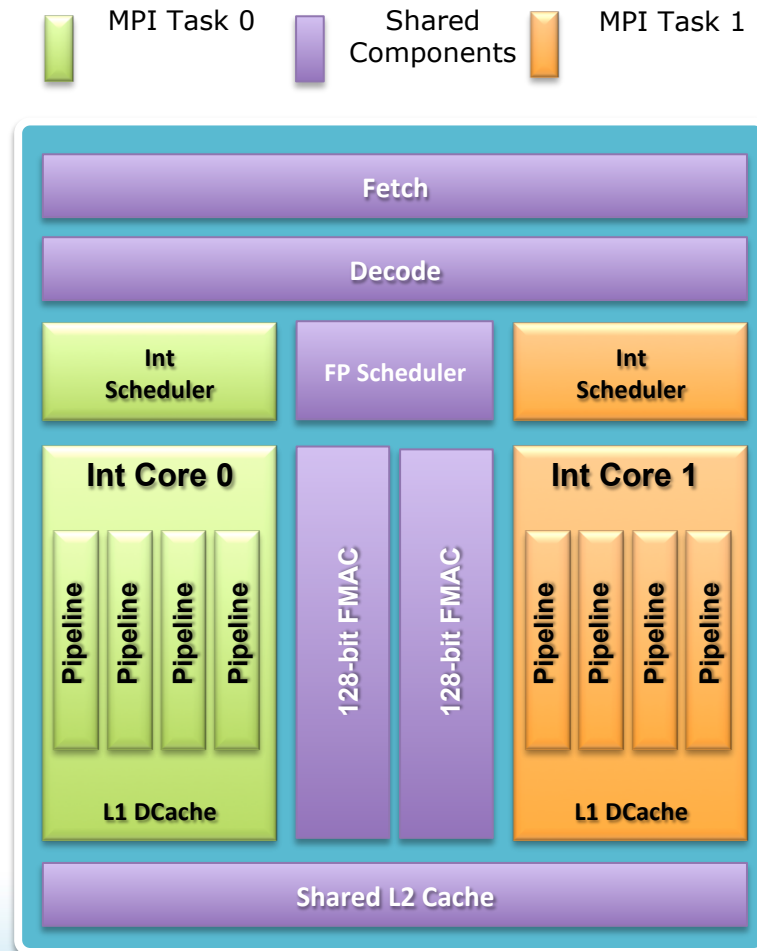 MPI Task 0
Shared
Components
MPI Task 1
Fetch
Decode
Int
Scheduler
FP Scheduler
Int
Scheduler
Int Core 0
Pipeline
Pipeline
Pipeline
Pipeline
L1 DCache
128-bit FMAC
128-bit FMAC
Int Core 1
Pipeline
Pipeline
Pipeline
Pipeline
L1 DCache
Shared L2 Cache